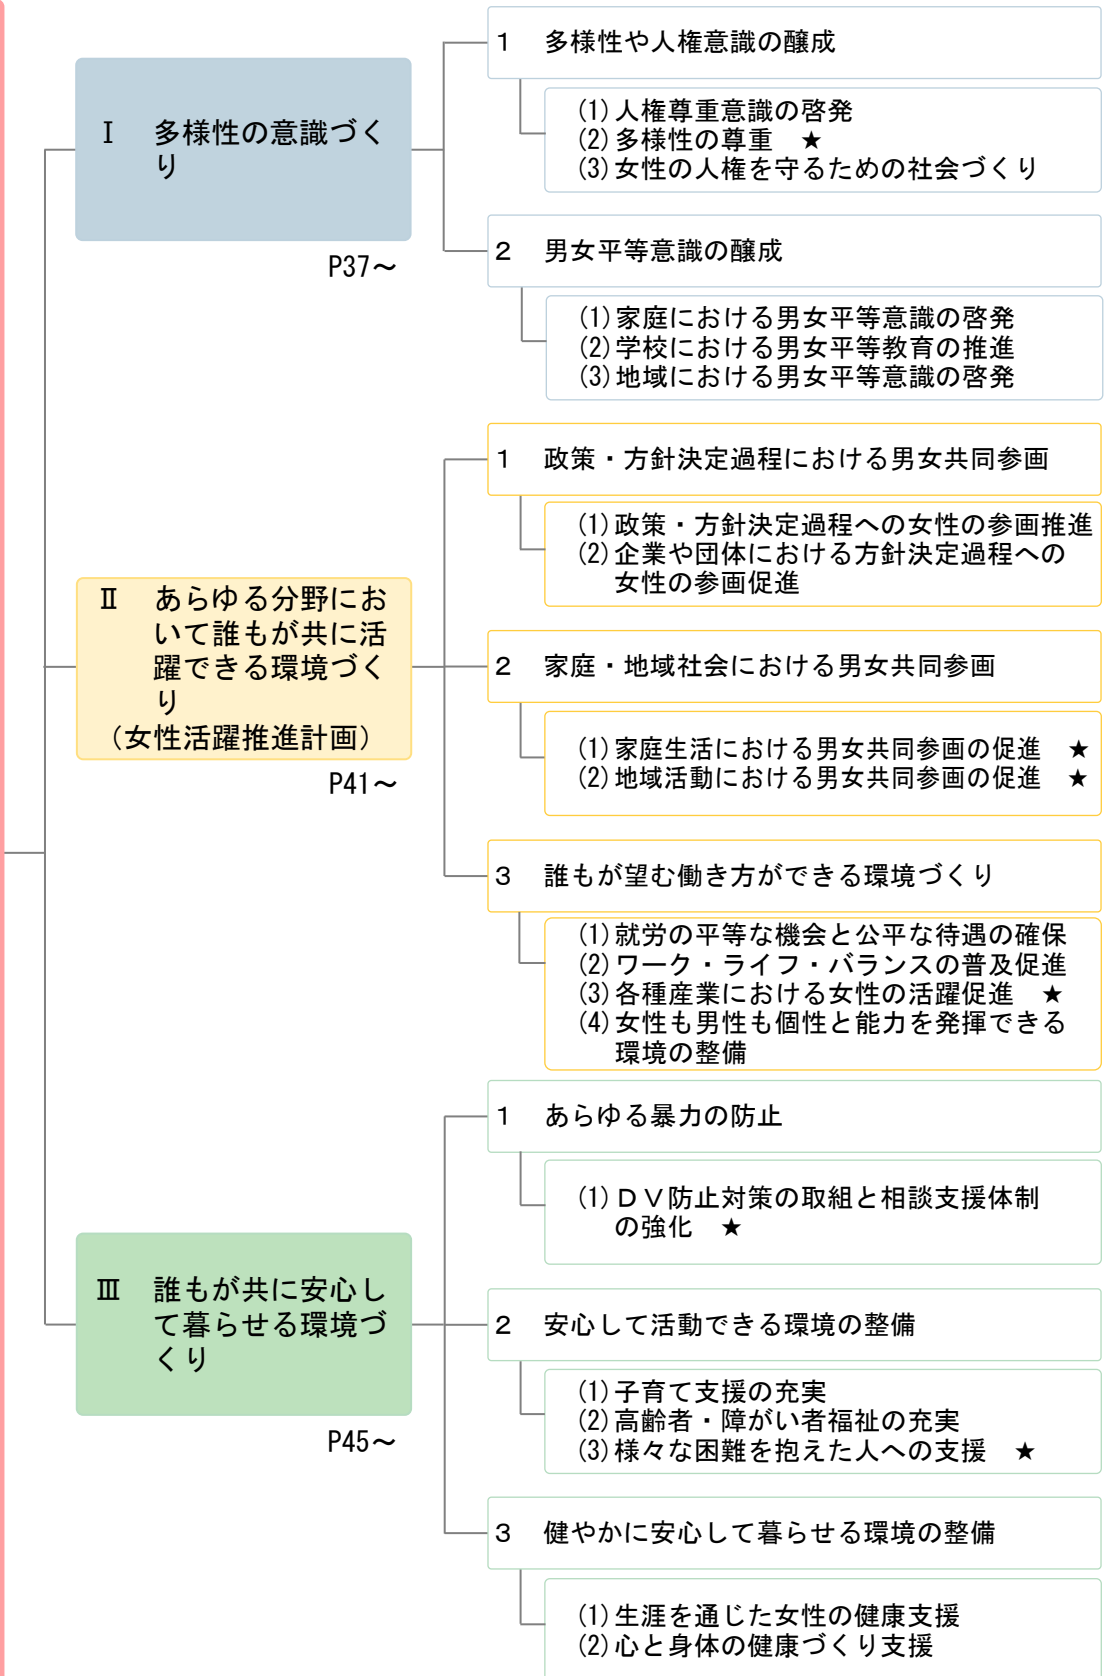 Ⅰ　多様性の意識づく
り
P37～
1　多様性や人権意識の醸成
(1)人権尊重意識の啓発
(2)多様性の尊重　★
(3)女性の人権を守るための社会づくり
2　男女平等意識の醸成
(1)家庭における男女平等意識の啓発
(2)学校における男女平等教育の推進
(3)地域における男女平等意識の啓発
Ⅱ　あらゆる分野にお
いて誰もが共に活
躍できる環境づく
り
（女性活躍推進計画）
P41～
1　政策・方針決定過程における男女共同参画
(1)政策・方針決定過程への女性の参画推進
(2)企業や団体における方針決定過程への
女性の参画促進
2　家庭・地域社会における男女共同参画
(1)家庭生活における男女共同参画の促進　★
(2)地域活動における男女共同参画の促進　★
3　誰もが望む働き方ができる環境づくり
(1)就労の平等な機会と公平な待遇の確保
(2)ワーク・ライフ・バランスの普及促進
(3)各種産業における女性の活躍促進　★
(4)女性も男性も個性と能力を発揮できる
環境の整備
Ⅲ　誰もが共に安心し
て暮らせる環境づ
くり
P45～
1　あらゆる暴力の防止
(1)ＤＶ防止対策の取組と相談支援体制
の強化　★
2　安心して活動できる環境の整備
(1)子育て支援の充実
(2)高齢者・障がい者福祉の充実
(3)様々な困難を抱えた人への支援　★
3　健やかに安心して暮らせる環境の整備
(1)生涯を通じた女性の健康支援
(2)心と身体の健康づくり支援